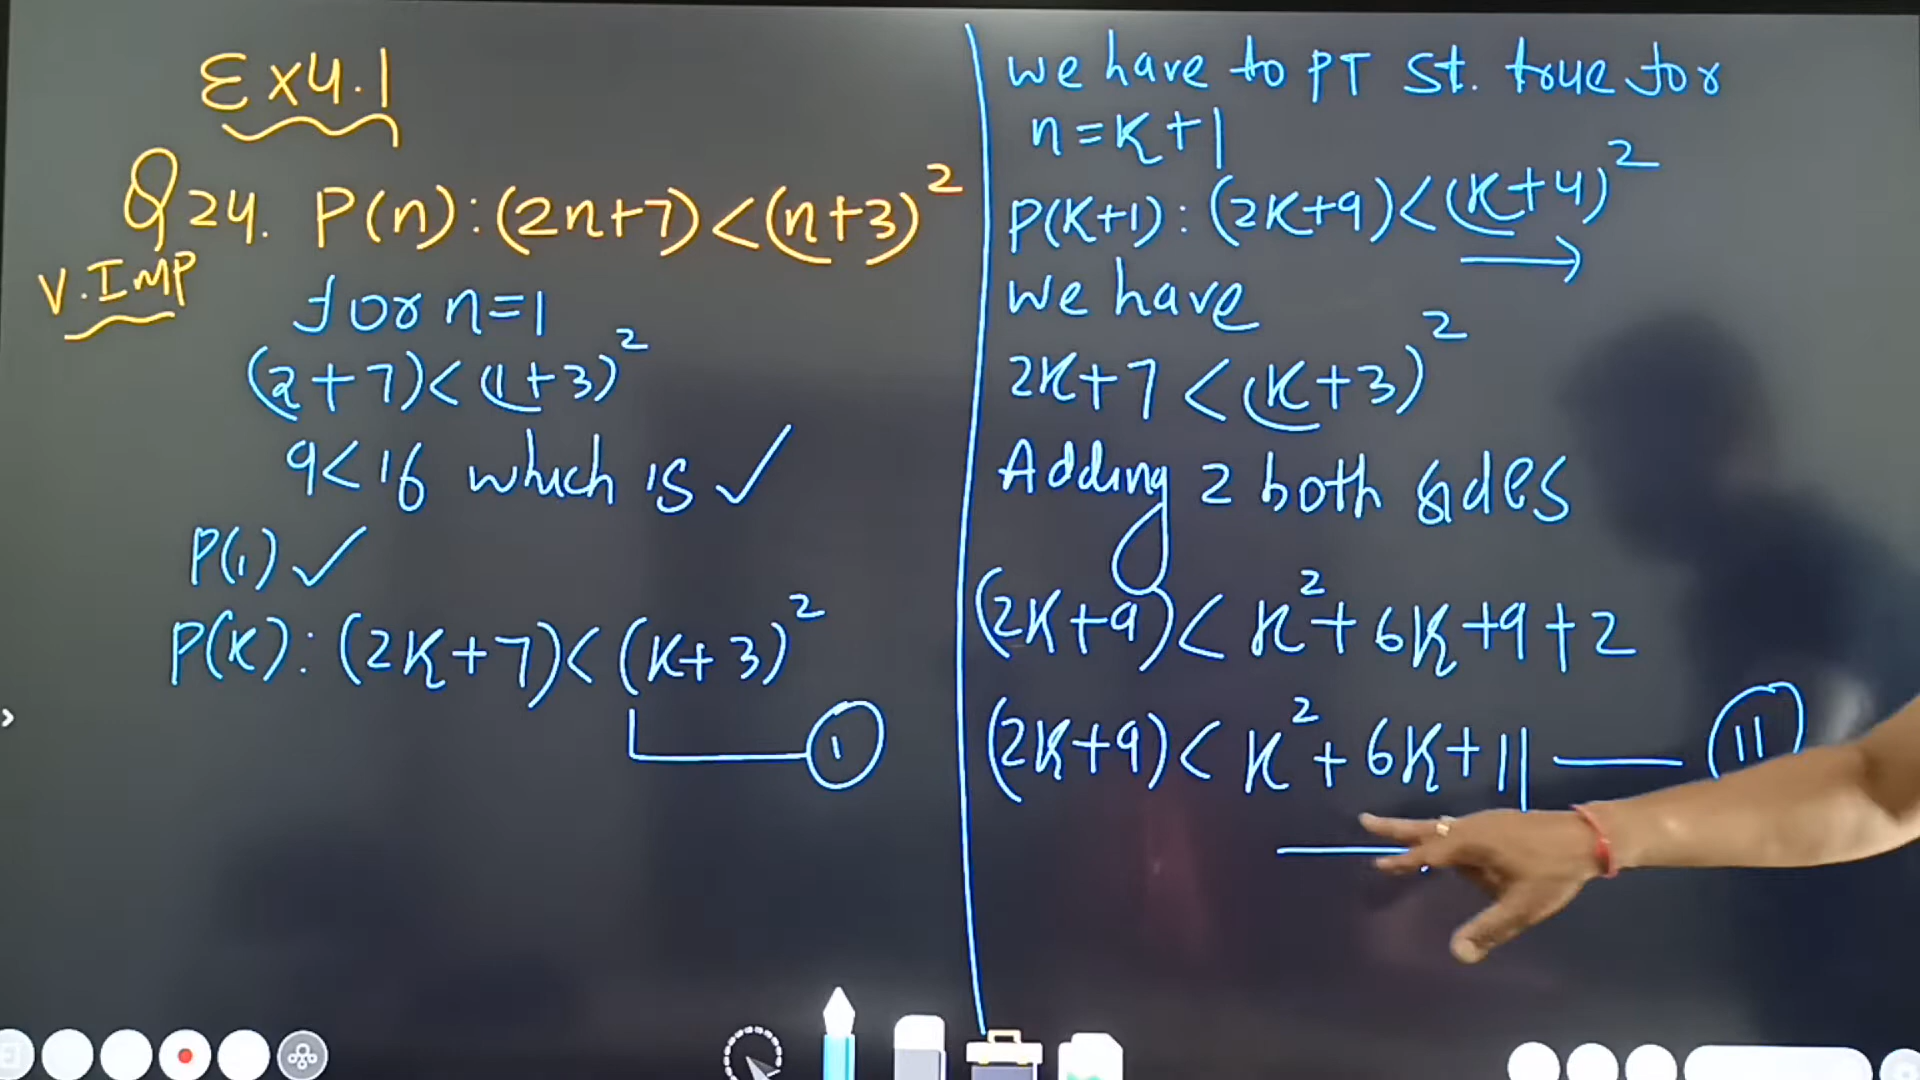 Ex 4.1
Q24. P(n): (2n+7)<(n+3)²
V.IMP
for n=1
(2+7)<(1+3)²
9<16 which is ✓
P(1) ✓
P(K): (2K+7)<(K+3)²
①
We have to PT St. true for
n=K+1
P(K+1): (2K+9)<(K+4)²
We have
2K+7<(K+3)²
Adding 2 both sides
(2K+9)<K²+6K+9+2
(2K+9)<K²+6K+11 — II